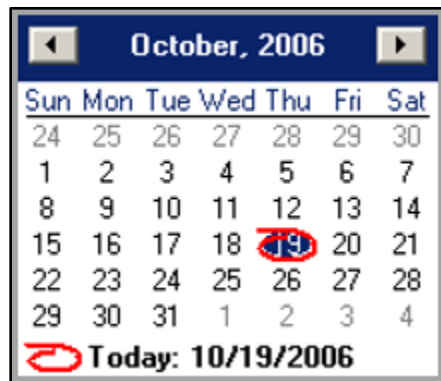 October, 2006
Sun Mon Tue Wed Thu Fri Sat
24 25 26 27 28 29 30
1 2 3 4 5 6 7
8 9 10 11 12 13 14
15 16 17 18 19 20 21
22 23 24 25 26 27 28
29 30 31 1 2 3 4
Today: 10/19/2006